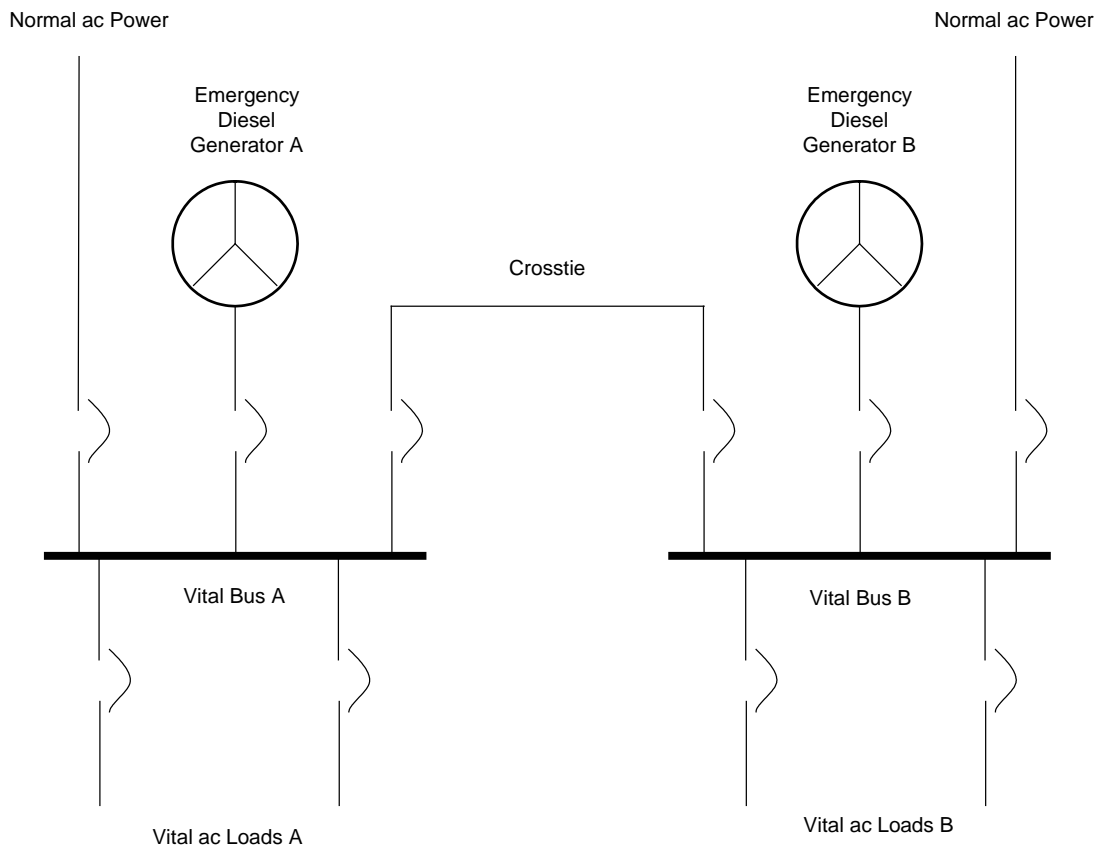 Normal ac Power
Normal ac Power
Emergency
Diesel
Generator A
Emergency
Diesel
Generator B
Crosstie
Vital Bus A
Vital Bus B
Vital ac Loads A
Vital ac Loads B